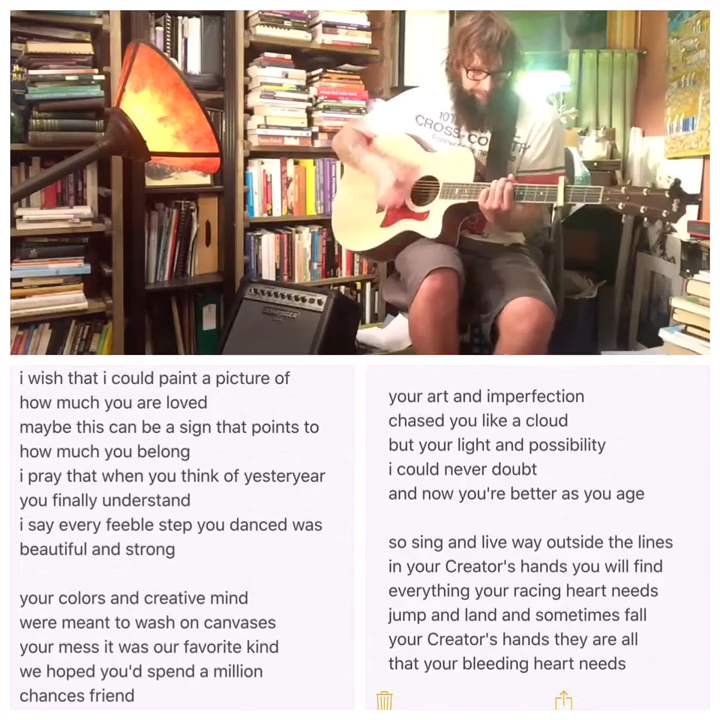 101
CROSS-CO TY
BEHRINGER
i wish that i could paint a picture of
how much you are loved
maybe this can be a sign that points to
how much you belong
i pray that when you think of yesteryear
you finally understand
i say every feeble step you danced was
beautiful and strong
your colors and creative mind
were meant to wash on canvases
your mess it was our favorite kind
we hoped you'd spend a million
chances friend
your art and imperfection
chased you like a cloud
but your light and possibility
i could never doubt
and now you're better as you age
so sing and live way outside the lines
in your Creator's hands you will find
everything your racing heart needs
jump and land and sometimes fall
your Creator's hands they are all
that your bleeding heart needs